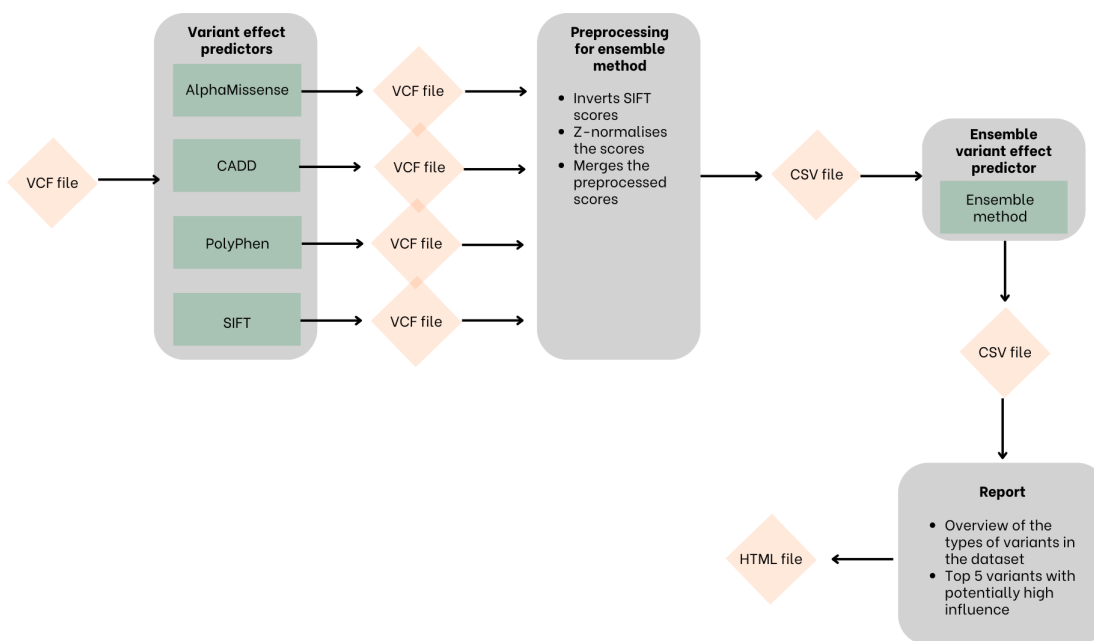 VCF file
Variant effect
predictors
AlphaMissense
CADD
PolyPhen
SIFT
VCF file
VCF file
VCF file
VCF file
Preprocessing
for ensemble
method
• Inverts SIFT
scores
• Z-normalises
the scores
• Merges the
preprocessed
scores
CSV file
Ensemble
variant effect
predictor
Ensemble
method
CSV file
Report
• Overview of the
types of variants in
the dataset
• Top 5 variants with
potentially high
influence
HTML file